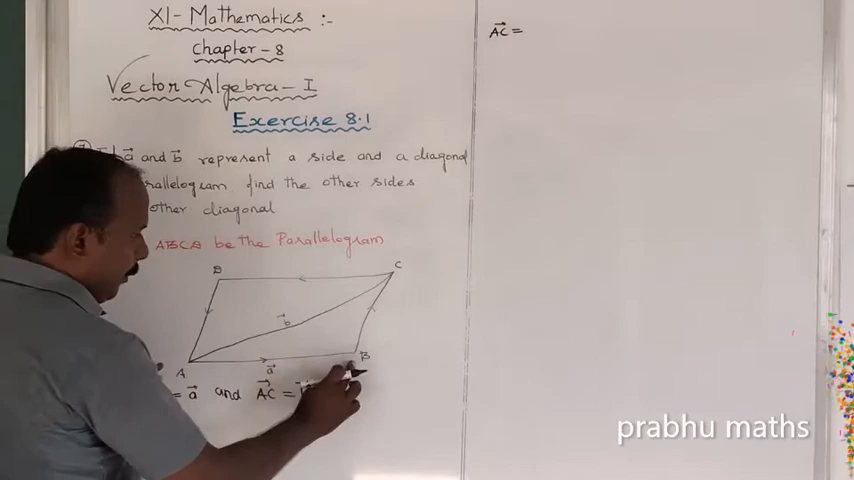 XI- Mathematics :-
Chapter - 8
Vector Algebra - I
Exercise 8.1
a⃗ and b⃗ represent a side and a diagonal
rallelogram find the other sides
other diagonal
ABCD be the Parallelogram
D C
b⃗
A a⃗ B
= a⃗ and AC⃗ =
AC⃗ =
prabhu maths